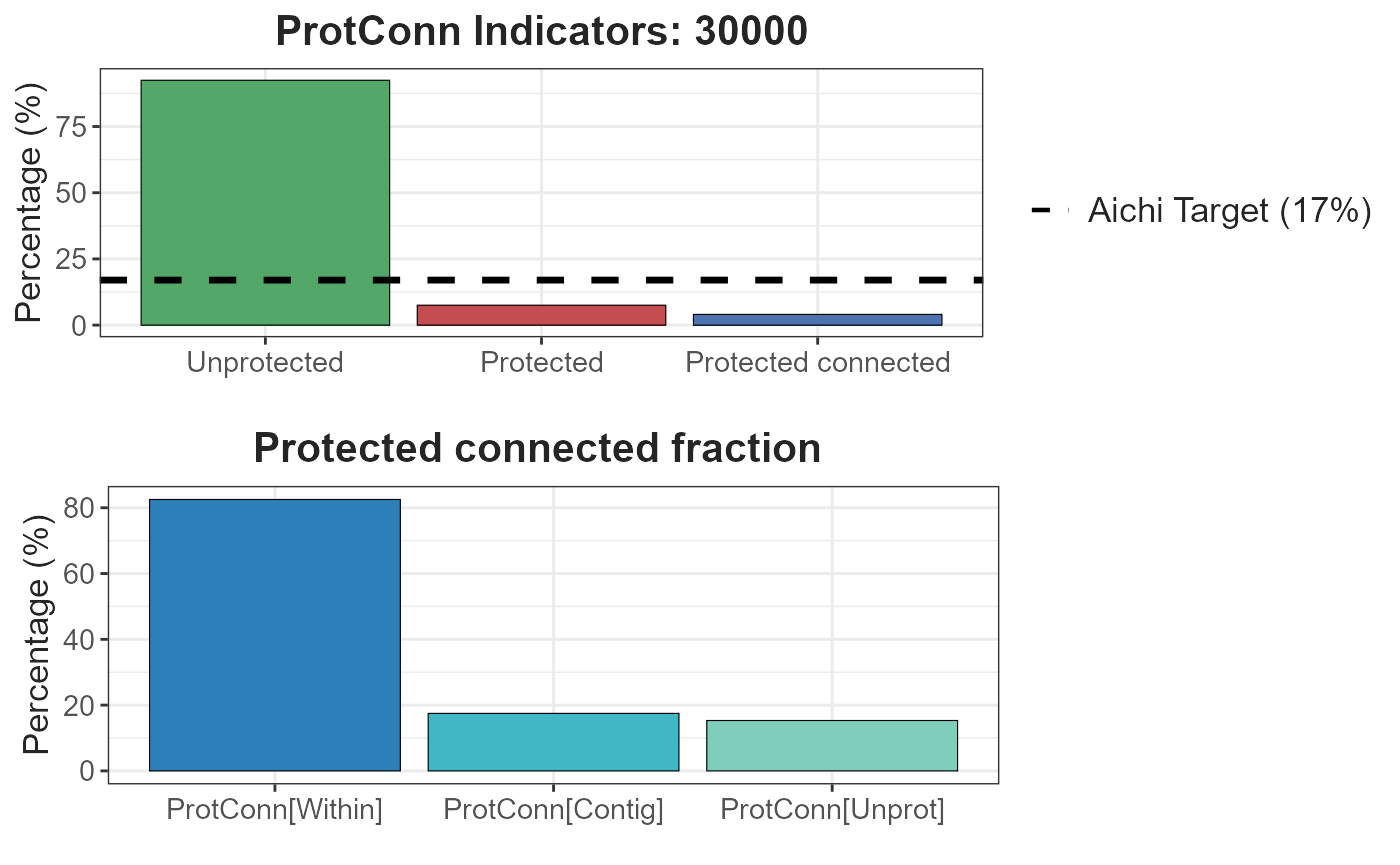 ProtConn Indicators: 30000
Percentage (%)
75
50
25
0
Unprotected
Protected
Protected connected
Aichi Target (17%)
Protected connected fraction
Percentage (%)
80
60
40
20
0
ProtConn[Within]
ProtConn[Contig]
ProtConn[Unprot]